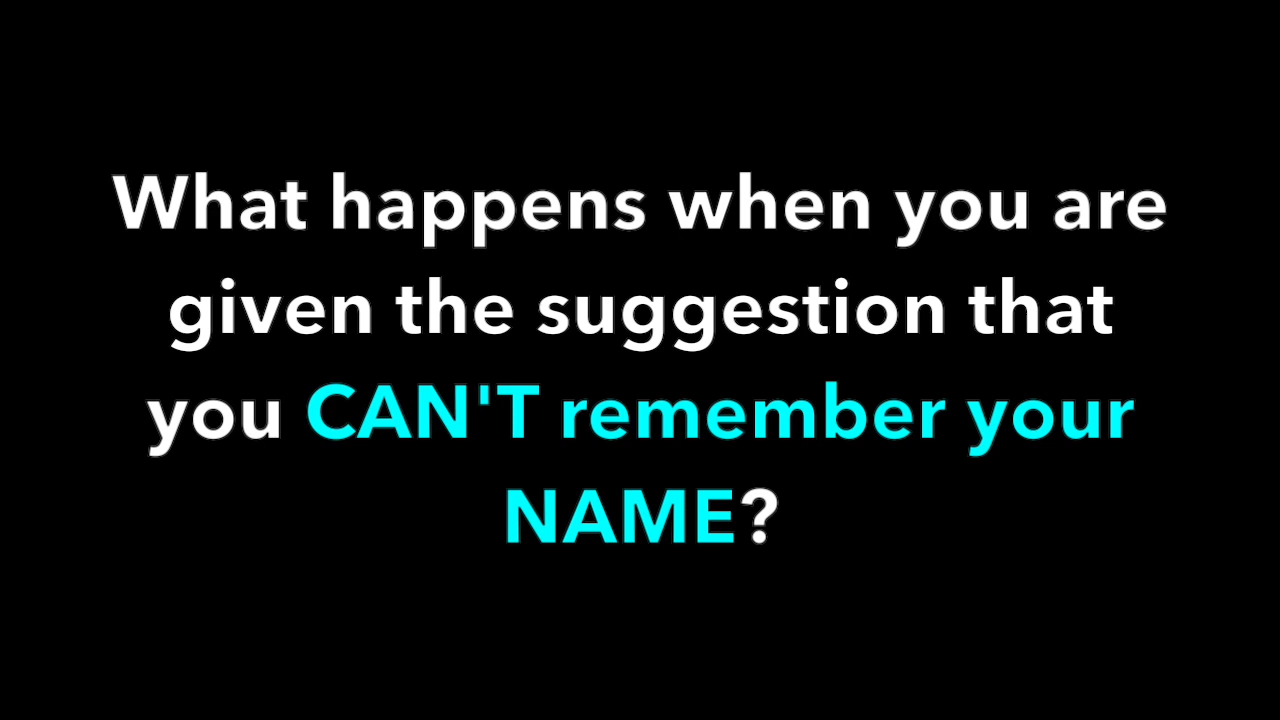 What happens when you are
given the suggestion that
you CAN'T remember your
NAME?